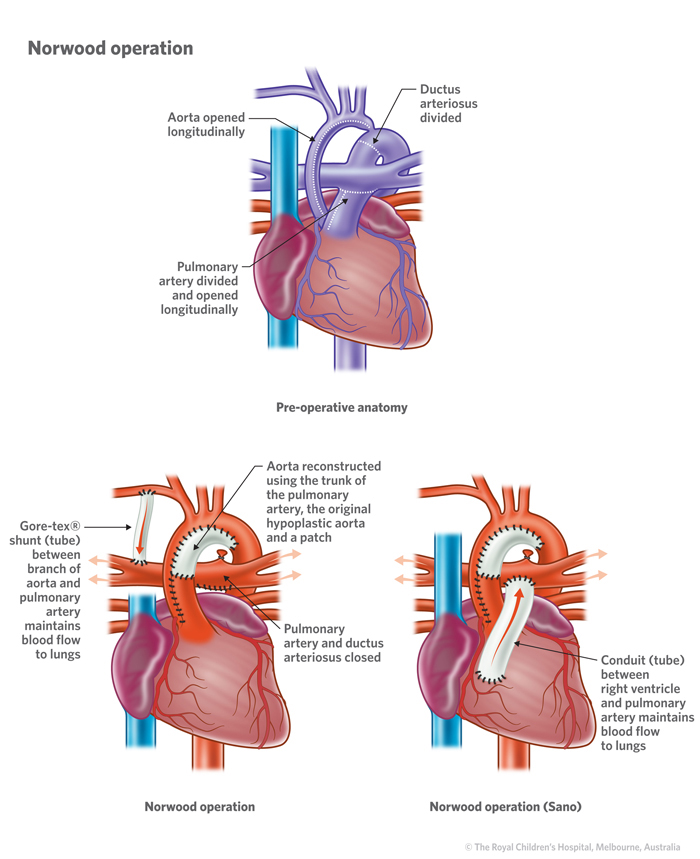 Norwood operation
Ductus
arteriosus
divided
Aorta opened
longitudinally
Pulmonary
artery divided
and opened
longitudinally
Pre-operative anatomy
Aorta reconstructed
using the trunk of
the pulmonary
artery, the original
hypoplastic aorta
and a patch
Gore-tex®
shunt (tube)
between
branch of
aorta and
pulmonary
artery
maintains
blood flow
to lungs
Pulmonary
artery and ductus
arteriosus closed
Conduit (tube)
between
right ventricle
and pulmonary
artery maintains
blood flow
to lungs
Norwood operation
Norwood operation (Sano)
© The Royal Children's Hospital, Melbourne, Australia